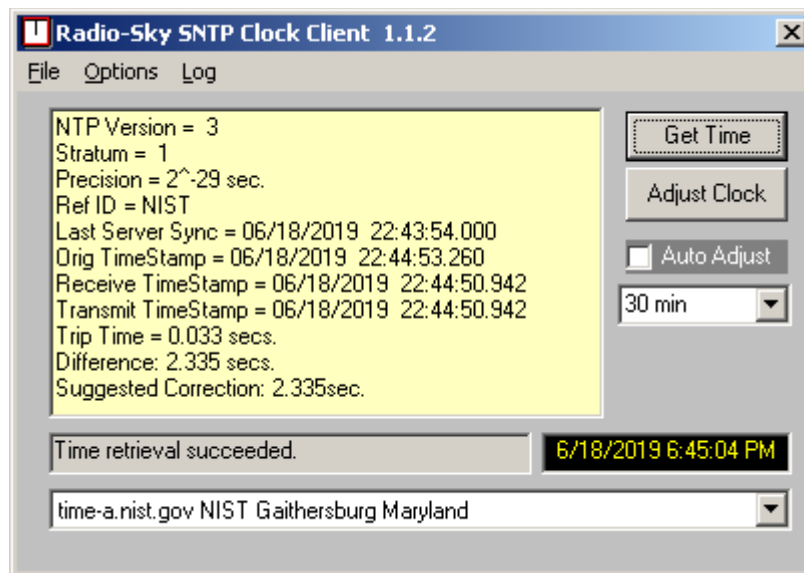 Radio-Sky SNTP Clock Client 1.1.2
File Options Log
NTP Version = 3
Stratum = 1
Precision = 2^-29 sec.
Ref ID = NIST
Last Server Sync = 06/18/2019 22:43:54.000
Orig TimeStamp = 06/18/2019 22:44:53.260
Receive TimeStamp = 06/18/2019 22:44:50.942
Transmit TimeStamp = 06/18/2019 22:44:50.942
Trip Time = 0.033 secs.
Difference: 2.335 secs.
Suggested Correction: 2.335sec.
Get Time
Adjust Clock
Auto Adjust
30 min
Time retrieval succeeded.
6/18/2019 6:45:04 PM
time-a.nist.gov NIST Gaithersburg Maryland